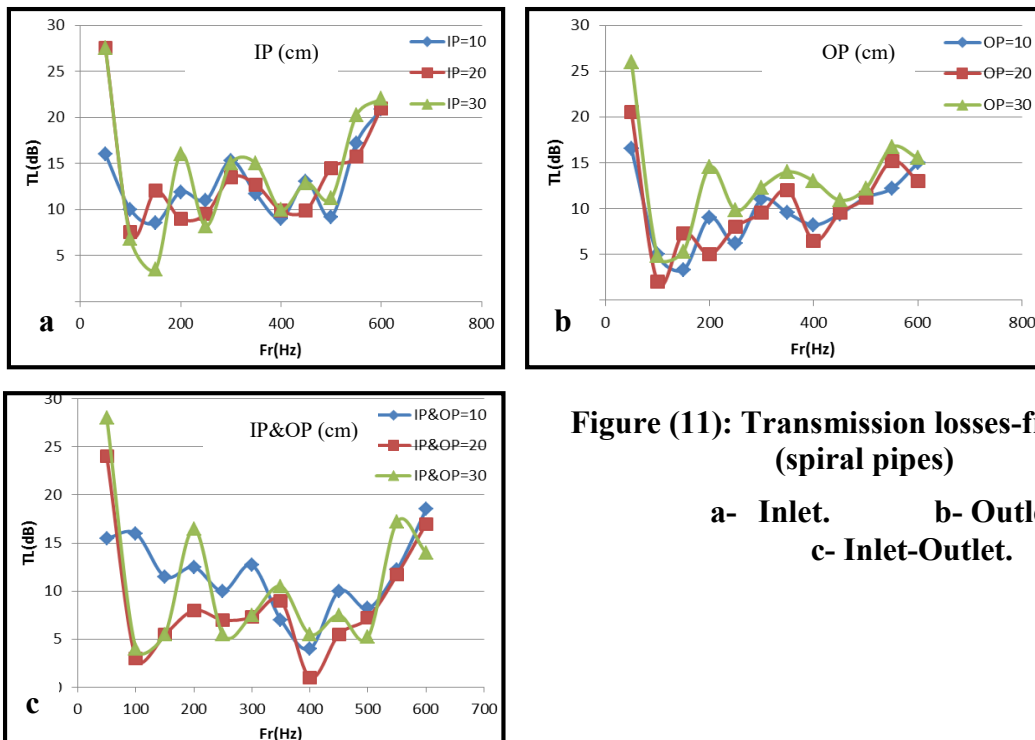 30
25
20
15
10
5
TL(dB)
IP (cm)
IP=10
IP=20
IP=30
0 200 400 600 800
Fr(Hz)
a
30
25
20
15
10
5
TL(dB)
OP (cm)
OP=10
OP=20
OP=30
0 200 400 600 800
Fr(Hz)
b
30
25
20
15
10
5
TL(dB)
IP&OP (cm)
IP&OP=10
IP&OP=20
IP&OP=30
0 100 200 300 400 500 600 700
Fr(Hz)
c
Figure (11): Transmission losses-
(spiral pipes)
a- Inlet. b-
c- Inlet-Outlet.